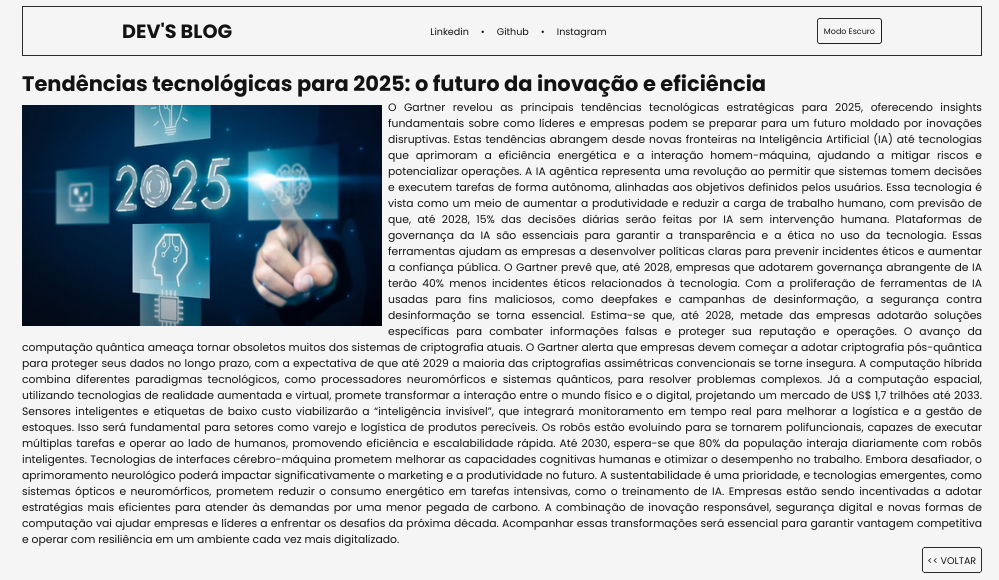 DEV'S BLOG
Linkedin • Github • Instagram
Modo Escuro
Tendências tecnológicas para 2025: o futuro da inovação e eficiência
2025
O Gartner revelou as principais tendências tecnológicas estratégicas para 2025, oferecendo insights
fundamentais sobre como líderes e empresas podem se preparar para um futuro moldado por inovações
disruptivas. Estas tendências abrangem desde novas fronteiras na Inteligência Artificial (IA) até tecnologias
que aprimoram a eficiência energética e a interação homem-máquina, ajudando a mitigar riscos e
potencializar operações. A IA agêntica representa uma revolução ao permitir que sistemas tomem decisões
e executem tarefas de forma autônoma, alinhadas aos objetivos definidos pelos usuários. Essa tecnologia é
vista como um meio de aumentar a produtividade e reduzir a carga de trabalho humano, com previsão de
que, até 2028, 15% das decisões diárias serão feitas por IA sem intervenção humana. Plataformas de
governança da IA são essenciais para garantir a transparência e a ética no uso da tecnologia. Essas
ferramentas ajudam as empresas a desenvolver políticas claras para prevenir incidentes éticos e aumentar
a confiança pública. O Gartner prevê que, até 2028, empresas que adotarem governança abrangente de IA
terão 40% menos incidentes éticos relacionados à tecnologia. Com a proliferação de ferramentas de IA
usadas para fins maliciosos, como deepfakes e campanhas de desinformação, a segurança contra
desinformação se torna essencial. Estima-se que, até 2028, metade das empresas adotarão soluções
específicas para combater informações falsas e proteger sua reputação e operações. O avanço da
computação quântica ameaça tornar obsoletos muitos dos sistemas de criptografia atuais. O Gartner alerta que empresas devem começar a adotar criptografia pós-quântica
para proteger seus dados no longo prazo, com a expectativa de que até 2029 a maioria das criptografias assimétricas convencionais se torne insegura. A computação híbrida
combina diferentes paradigmas tecnológicos, como processadores neuromórficos e sistemas quânticos, para resolver problemas complexos. Já a computação espacial,
utilizando tecnologias de realidade aumentada e virtual, promete transformar a interação entre o mundo físico e o digital, projetando um mercado de US$ 1,7 trilhões até 2033.
Sensores inteligentes e etiquetas de baixo custo viabilizarão a “inteligência invisível”, que integrará monitoramento em tempo real para melhorar a logística e a gestão de
estoques. Isso será fundamental para setores como varejo e logística de produtos perecíveis. Os robôs estão evoluindo para se tornarem polifuncionais, capazes de executar
múltiplas tarefas e operar ao lado de humanos, promovendo eficiência e escalabilidade rápida. Até 2030, espera-se que 80% da população interaja diariamente com robôs
inteligentes. Tecnologias de interfaces cérebro-máquina prometem melhorar as capacidades cognitivas humanas e otimizar o desempenho no trabalho. Embora desafiador, o
aprimoramento neurológico poderá impactar significativamente o marketing e a produtividade no futuro. A sustentabilidade é uma prioridade, e tecnologias emergentes, como
sistemas ópticos e neuromórficos, prometem reduzir o consumo energético em tarefas intensivas, como o treinamento de IA. Empresas estão sendo incentivadas a adotar
estratégias mais eficientes para atender às demandas por uma menor pegada de carbono. A combinação de inovação responsável, segurança digital e novas formas de
computação vai ajudar empresas e líderes a enfrentar os desafios da próxima década. Acompanhar essas transformações será essencial para garantir vantagem competitiva
e operar com resiliência em um ambiente cada vez mais digitalizado.
<< VOLTAR